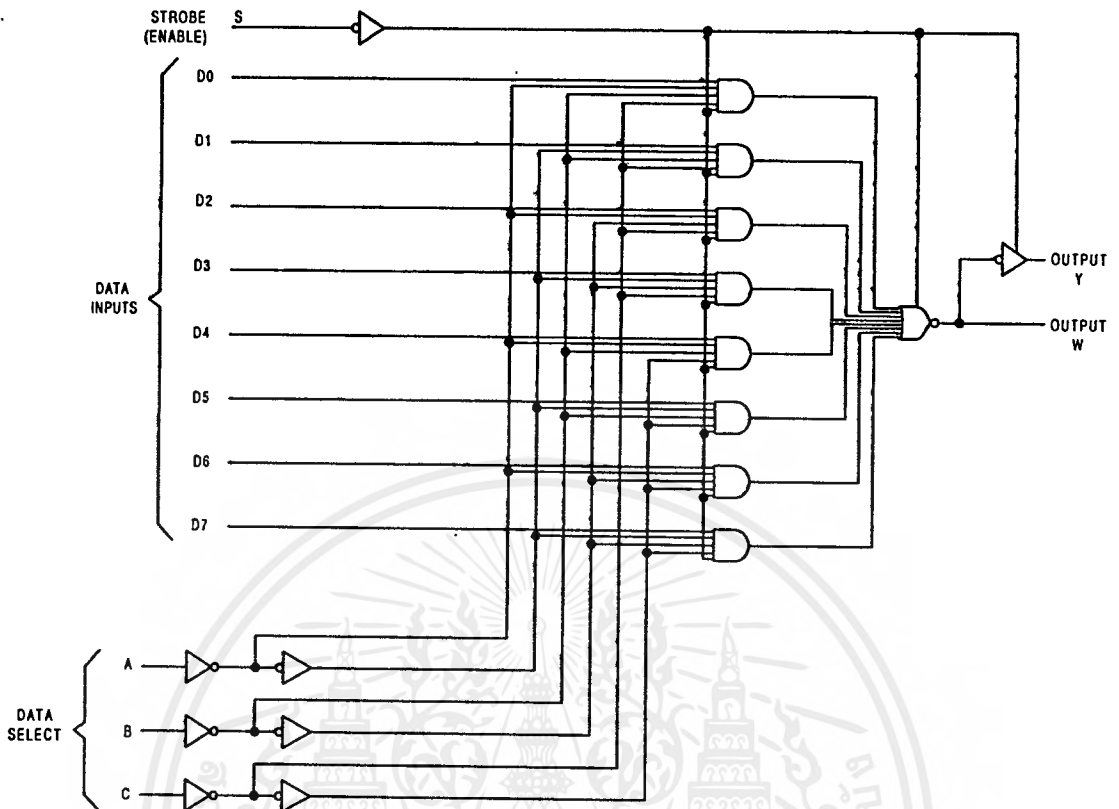 STROBE
(ENABLE)
S
D0
D1
D2
D3
D4
D5
D6
D7
DATA
INPUTS
OUTPUT
Y
OUTPUT
W
A
B
C
DATA
SELECT